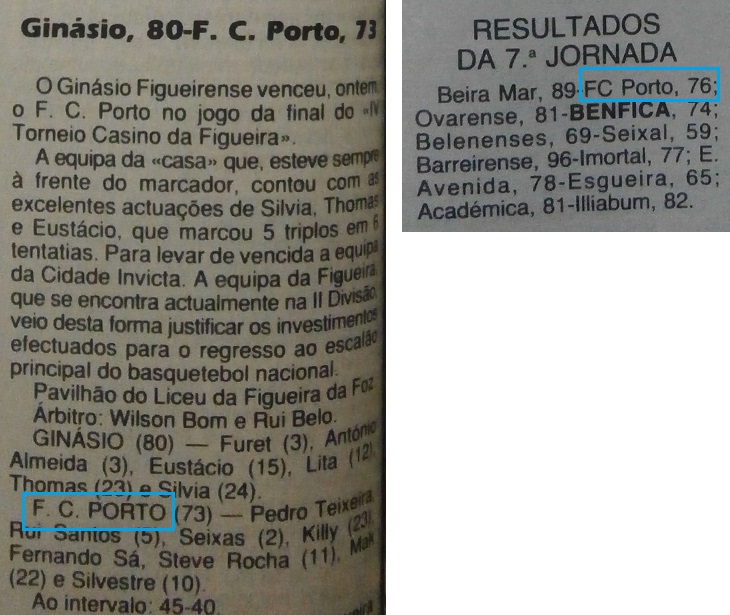 Ginásio, 80-F. C. Porto, 73
O Ginásio Figueirense venceu, ontem
o F. C. Porto no jogo da final do «IV
Torneio Casino da Figueira».
A equipa da «casa» que, esteve sempre
à frente do marcador, contou com as
excelentes actuações de Silvia, Thomas
e Eustácio, que marcou 5 triplos em 6
tentatias. Para levar de vencida a equipa
da Cidade Invicta. A equipa da Figueira,
que se encontra actualmente na II Divisão,
veio desta forma justificar os investimentos
efectuados para o regresso ao escalão
principal do basquetebol nacional.
Pavilhão do Liceu da Figueira da Foz
Árbitro: Wilson Bom e Rui Belo.
GINÁSIO (80) — Furet (3), António
Almeida (3), Eustácio (15), Lita (12),
Thomas (23) e Silvia (24).
F. C. PORTO (73) — Pedro Teixeira,
Rui Santos (5), Seixas (2), Killy (23),
Fernando Sá, Steve Rocha (11), Mak
(22) e Silvestre (10).
Ao intervalo: 45-40.
RESULTADOS
DA 7.ª JORNADA
Beira Mar, 89-FC Porto, 76;
Ovarense, 81-BENFICA, 74;
Belenenses, 69-Seixal, 59;
Barreirense, 96-Imortal, 77; E.
Avenida, 78-Esgueira, 65;
Académica, 81-Illiabum, 82.